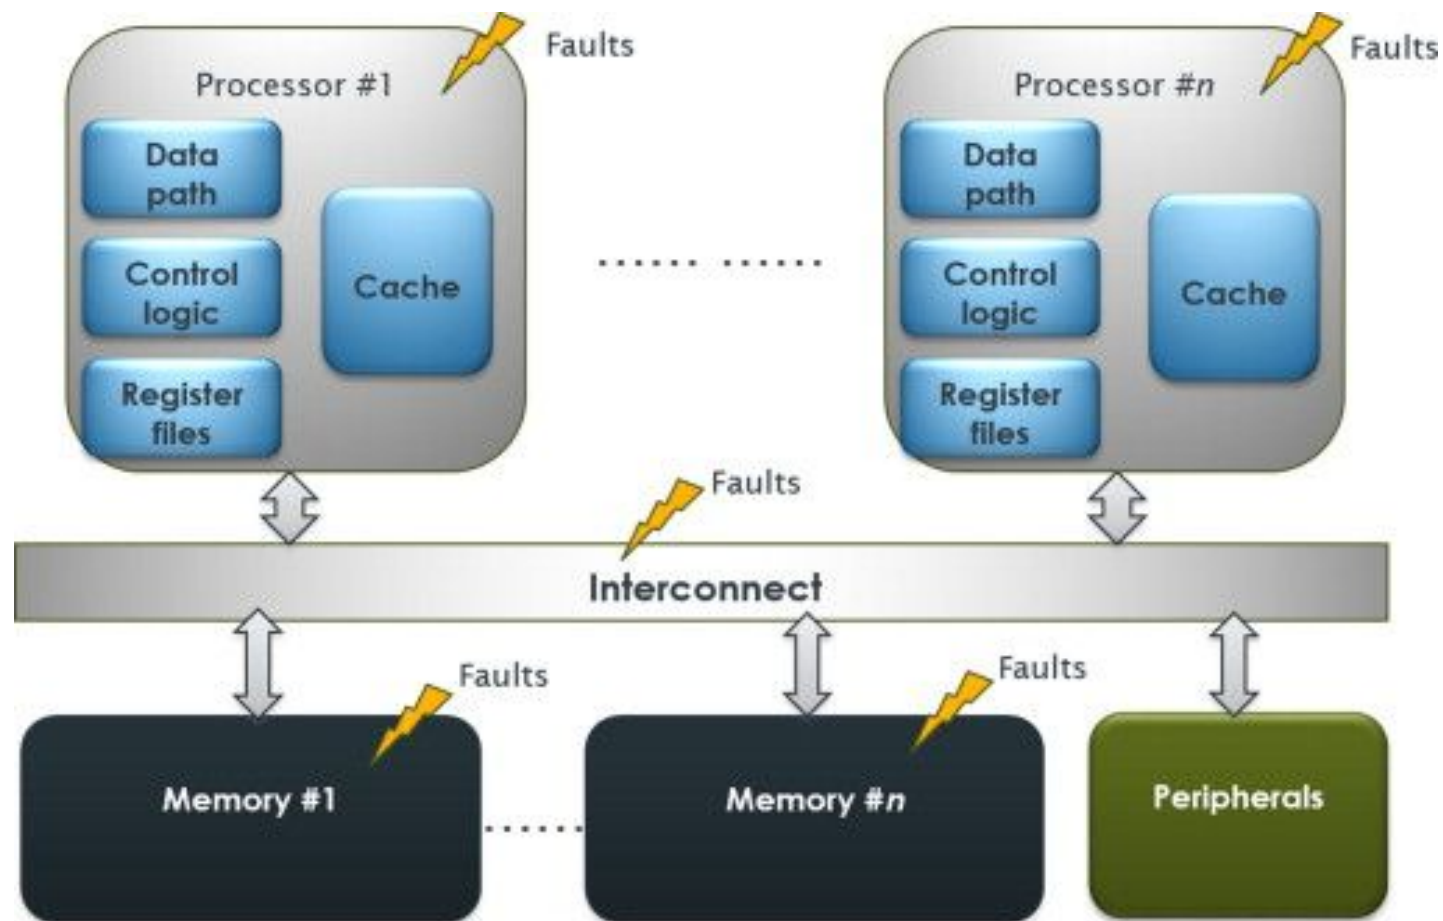 Faults
Processor #1
Data
path
Control
logic
Register
files
Cache
Faults
Processor #n
Data
path
Control
logic
Register
files
Cache
Faults
Interconnect
Faults
Memory #1
Faults
Memory #n
Peripherals